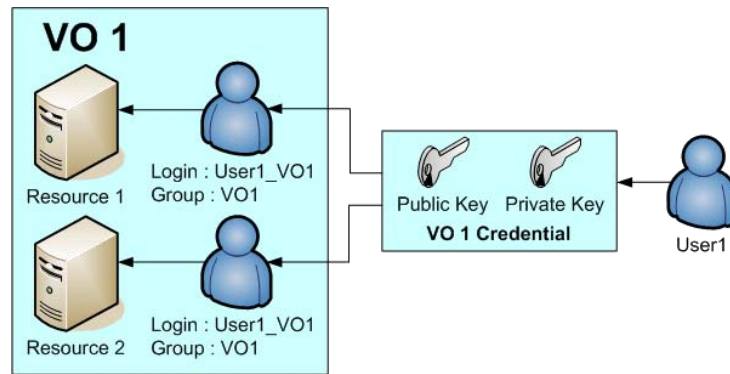 VO 1
Resource 1
Login : User1_VO1
Group : VO1
Resource 2
Login : User1_VO1
Group : VO1
Public Key
Private Key
VO 1 Credential
User1